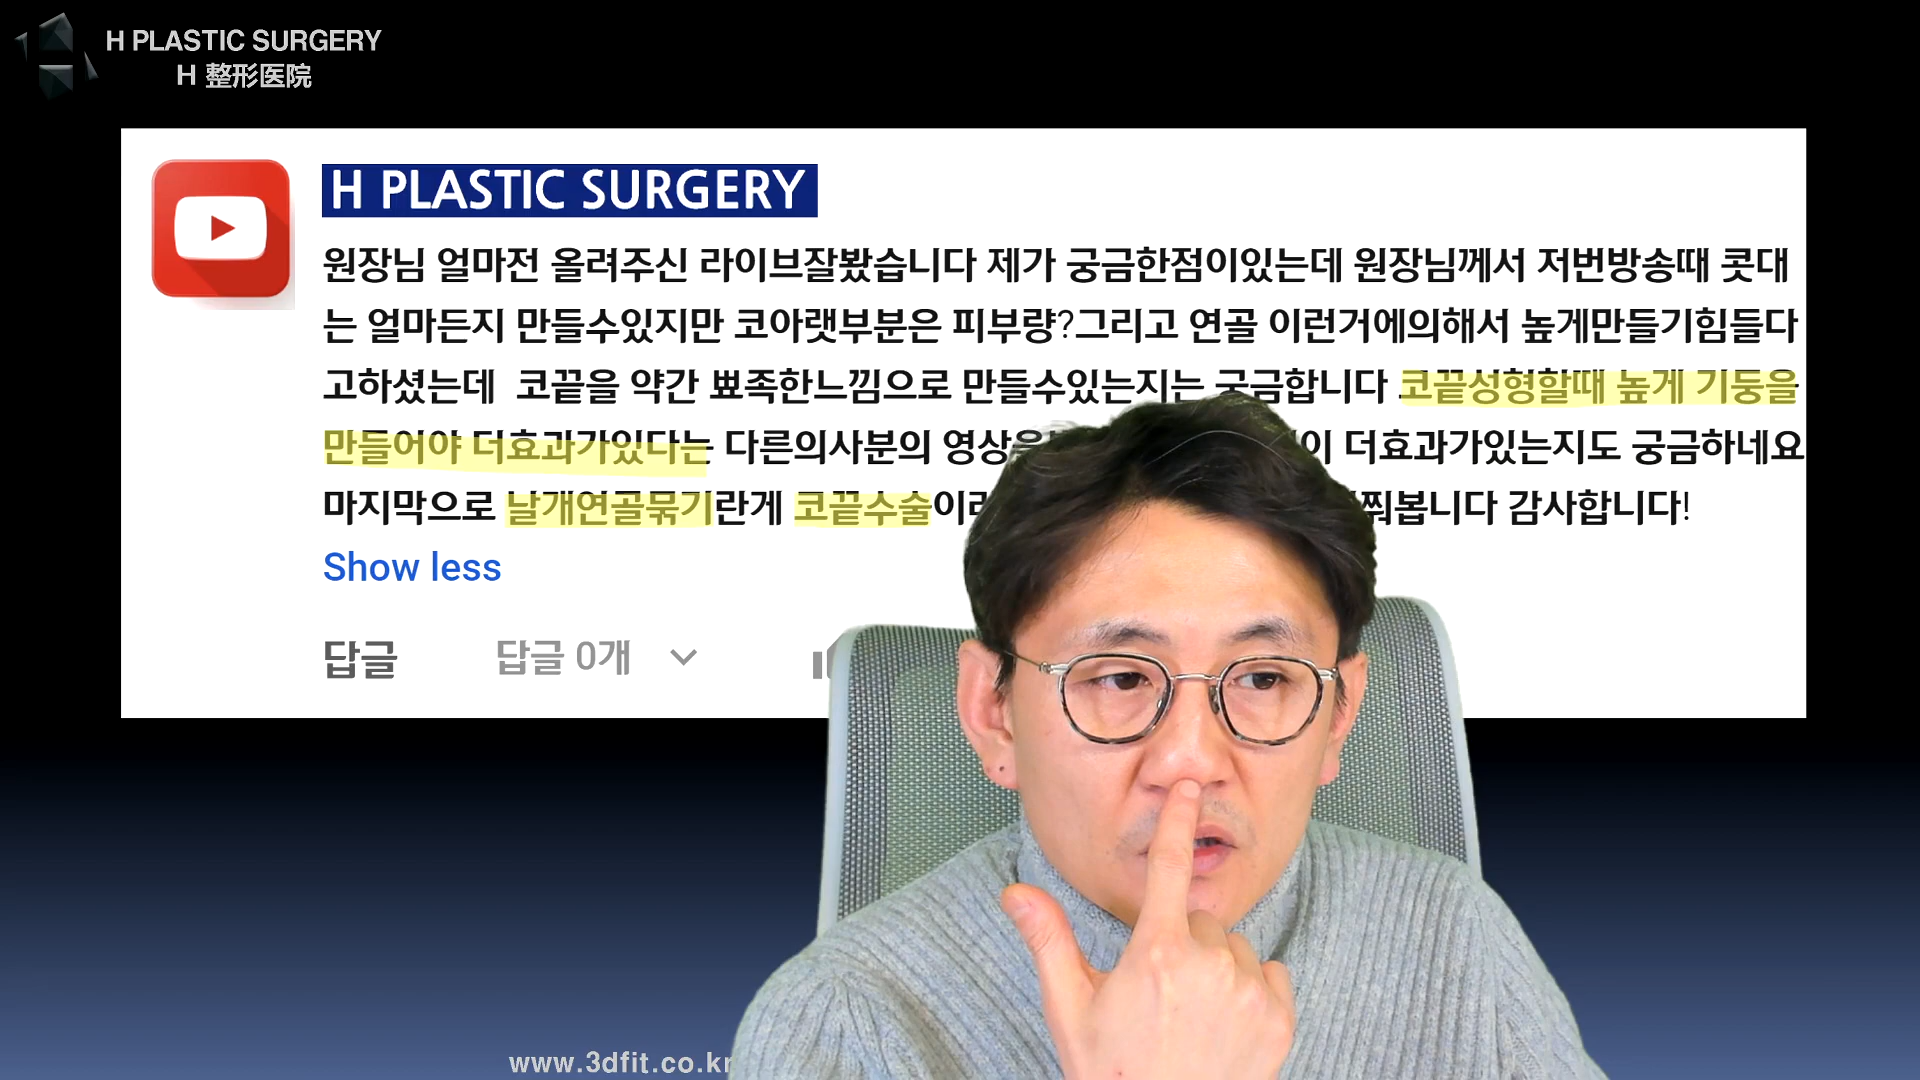 H PLASTIC SURGERY
H 整形医院
H PLASTIC SURGERY
원장님 얼마전 올려주신 라이브잘봤습니다 제가 궁금한점이있는데 원장님께서 저번방송때 콧대
는 얼마든지 만들수있지만 코아랫부분은 피부량?그리고 연골 이런거에의해서 높게만들기힘들다
고하셨는데 코끝을 약간 뾰족한느낌으로 만들수있는지는 궁금합니다 코끝성형할때 높게 기둥을
만들어야 더효과가있다는 다른의사분의 영상을 더효과가있는지도 궁금하네요
마지막으로 날개연골묶기란게 코끝수술이 감사합니다!
Show less
답글 답글 0개
www.3dfit.co.kr